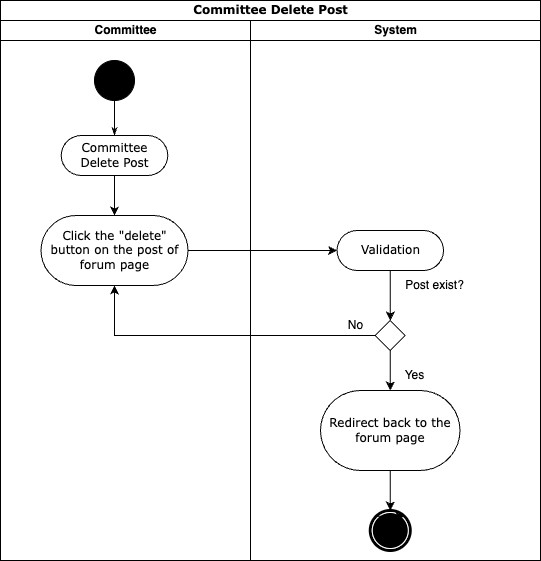 Committee Delete Post
Committee
System
Committee
Delete Post
Click the "delete"
button on the post of
forum page
Validation
Post exist?
No
Yes
Redirect back to the
forum page